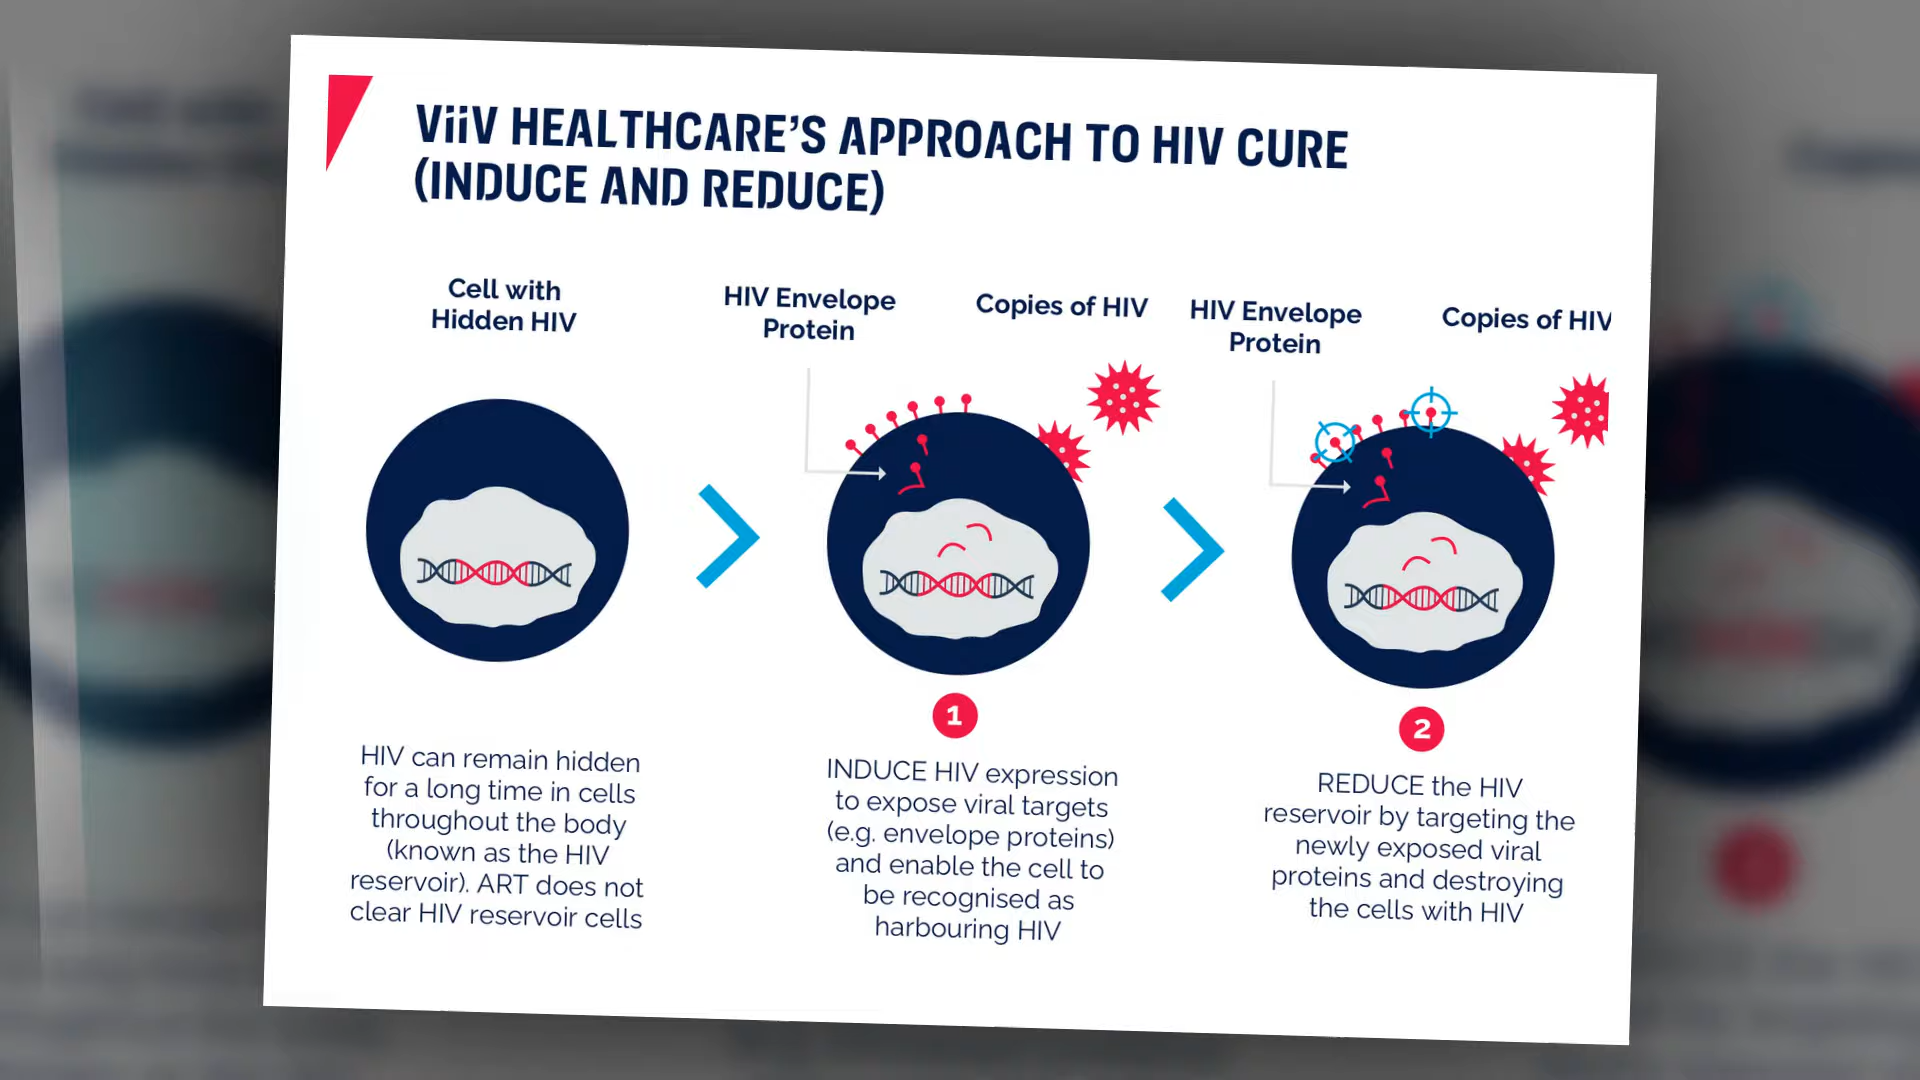 ViiV HEALTHCARE'S APPROACH TO HIV CURE
(INDUCE AND REDUCE)
Cell with
Hidden HIV
HIV Envelope
Protein
Copies of HIV
HIV Envelope
Protein
Copies of HIV
HIV can remain hidden
for a long time in cells
throughout the body
(known as the HIV
reservoir). ART does not
clear HIV reservoir cells
1
INDUCE HIV expression
to expose viral targets
(e.g. envelope proteins)
and enable the cell to
be recognised as
harbouring HIV
2
REDUCE the HIV
reservoir by targeting the
newly exposed viral
proteins and destroying
the cells with HIV